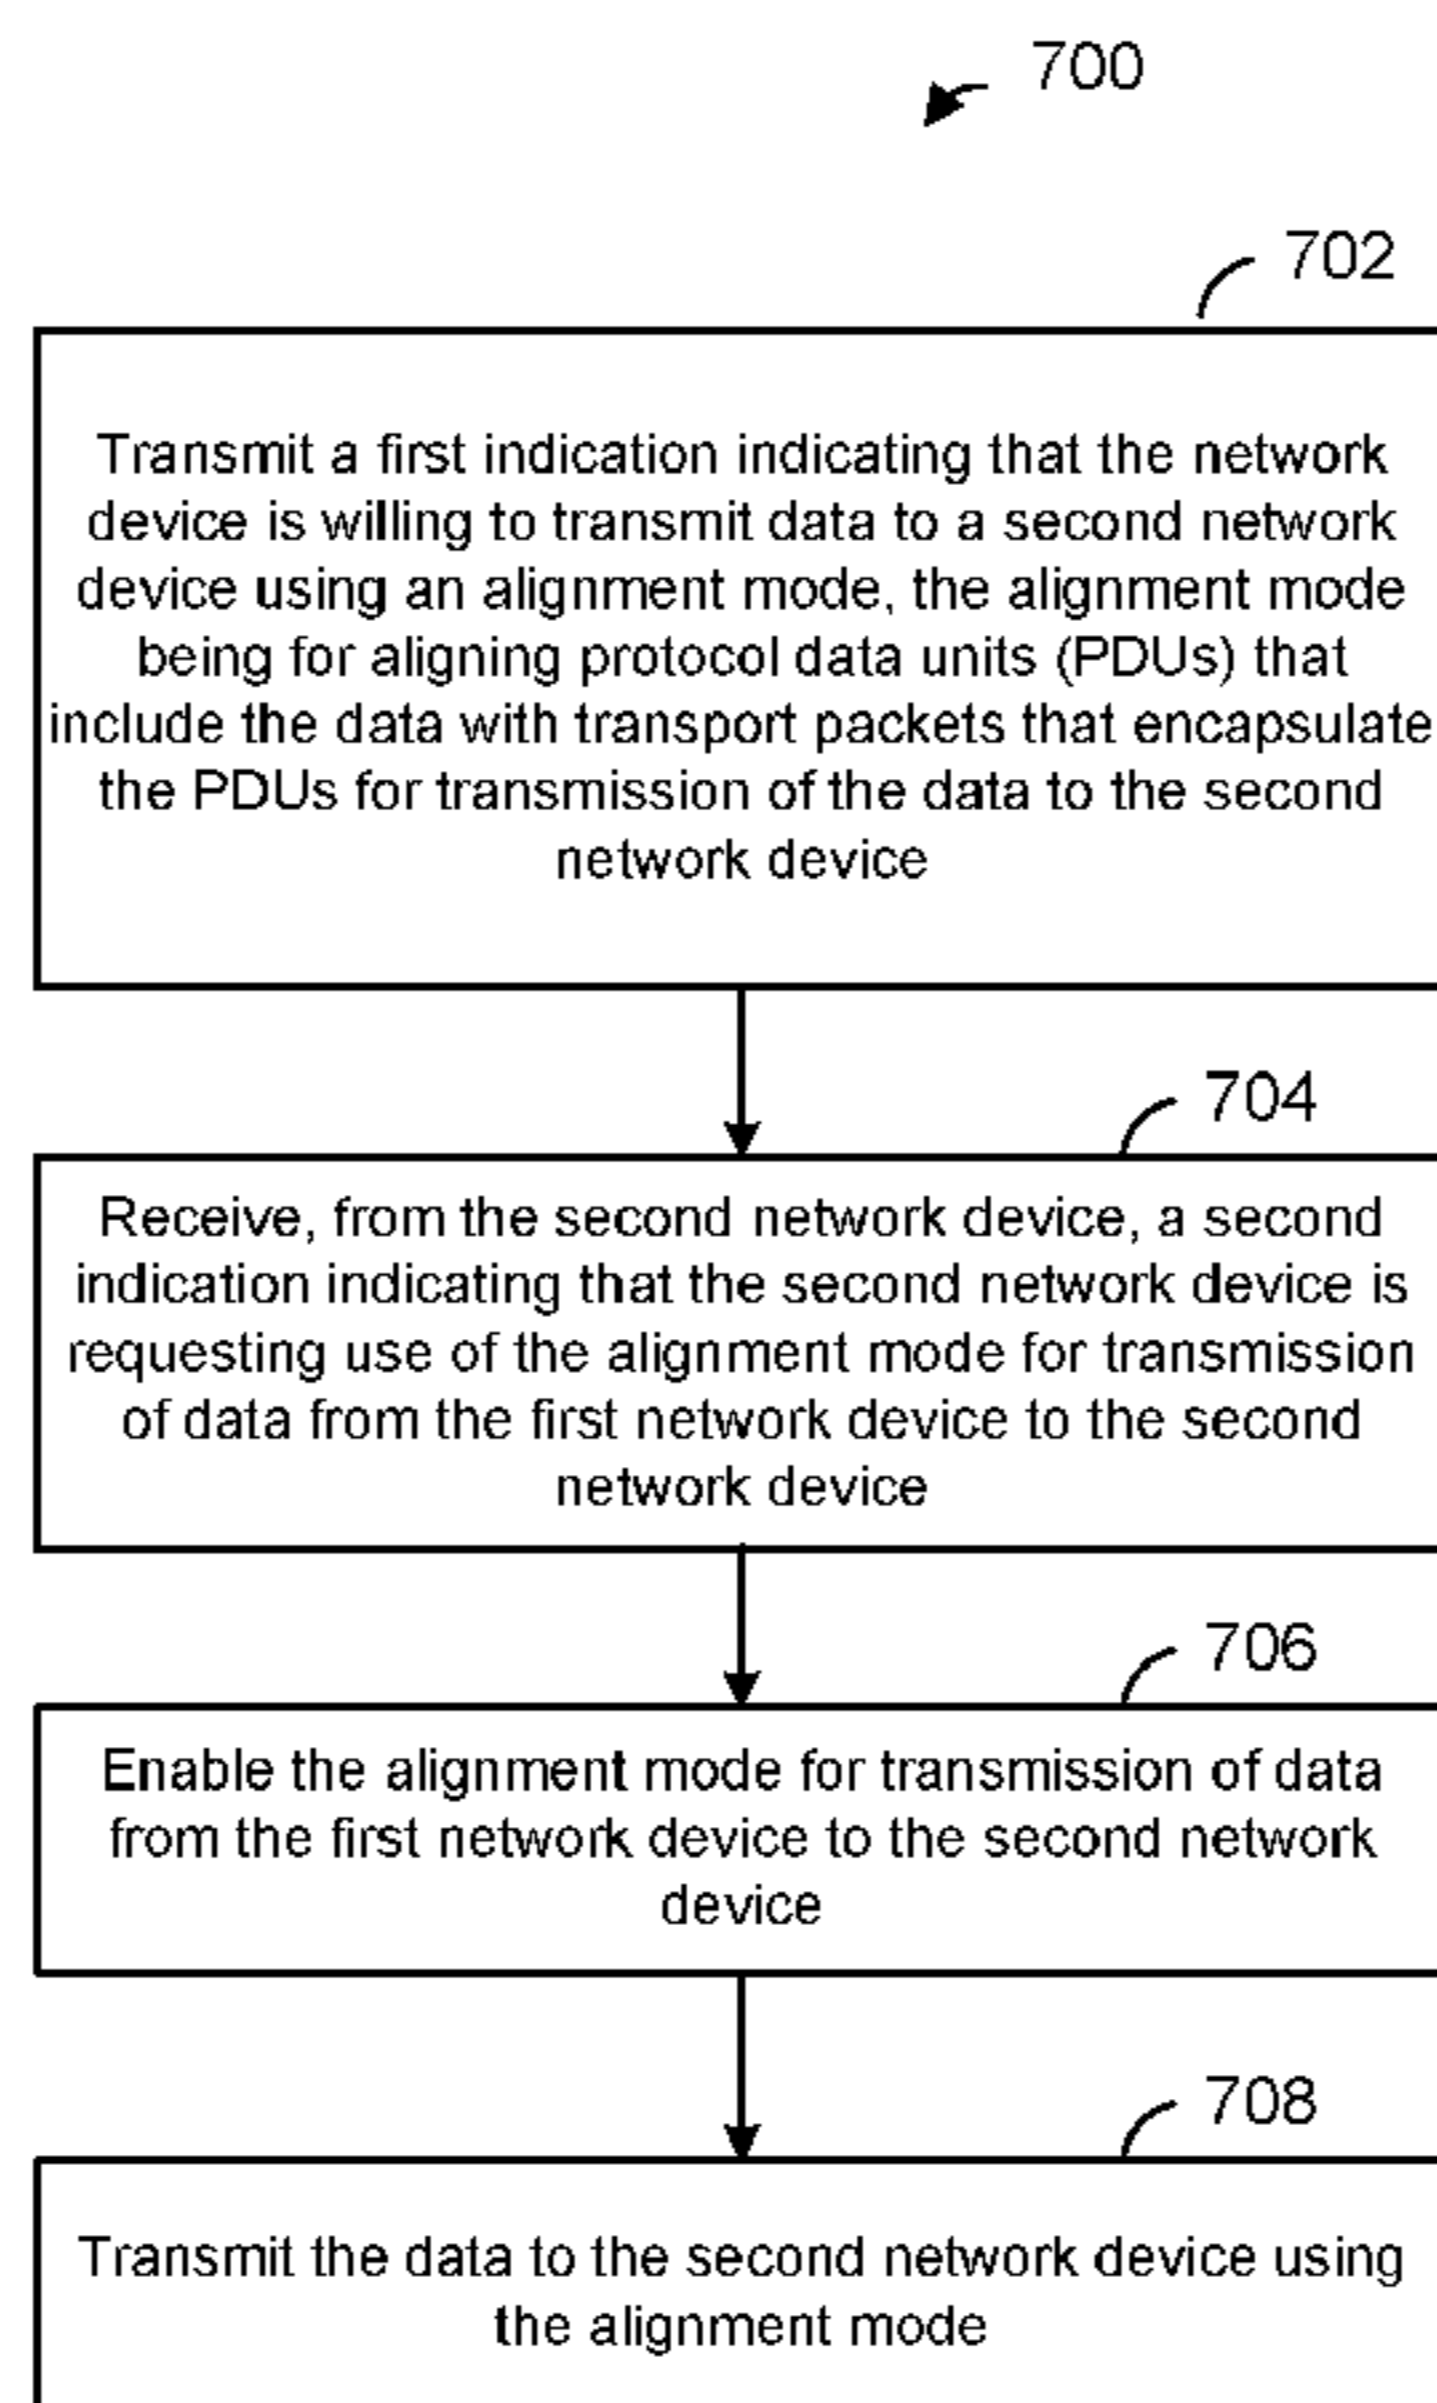 700
702
Transmit a first indication indicating that the network
device is willing to transmit data to a second network
device using an alignment mode, the alignment mode
being for aligning protocol data units (PDUs) that
include the data with transport packets that encapsulate
the PDUs for transmission of the data to the second
network device
704
Receive, from the second network device, a second
indication indicating that the second network device is
requesting use of the alignment mode for transmission
of data from the first network device to the second
network device
706
Enable the alignment mode for transmission of data
from the first network device to the second network
device
708
Transmit the data to the second network device using
the alignment mode